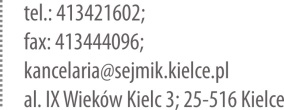 tel.: 413421602;
fax: 413444096;
kancelaria@sejmik.kielce.pl
al. IX Wieków Kielc 3; 25-516 Kielce